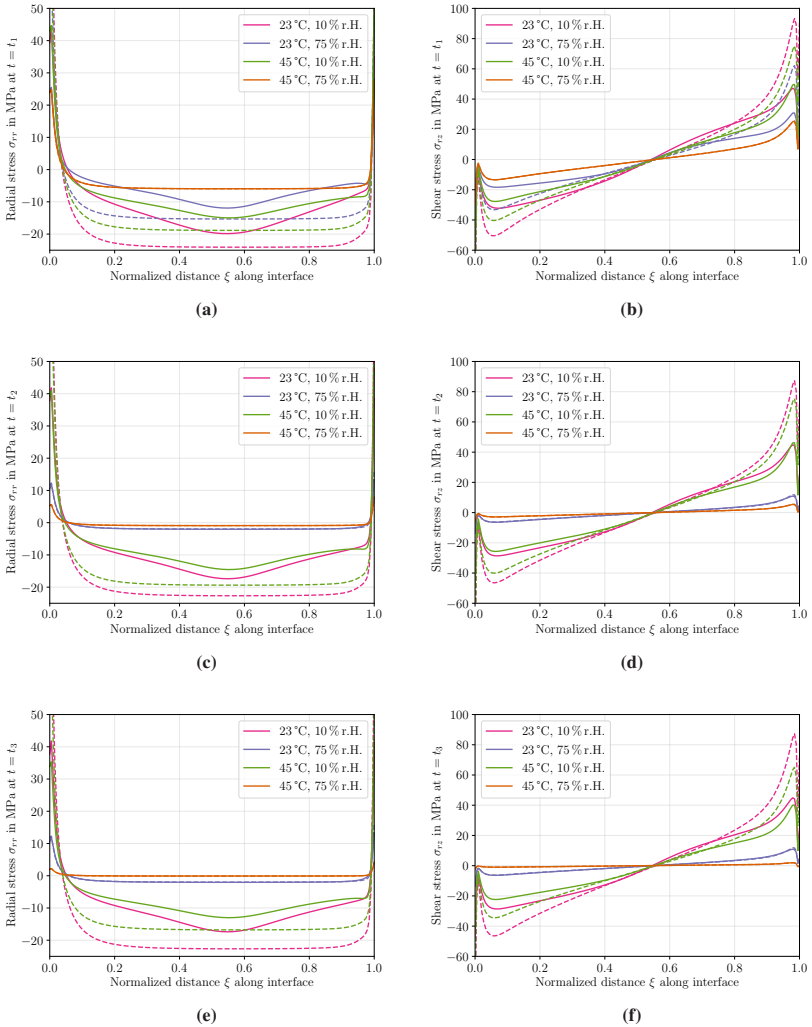 50
40
30
20
10
0
−10
−20
0.0 0.2 0.4 0.6 0.8 1.0
Radial stress σrr in MPa at t = t1
Normalized distance ξ along interface
23 °C, 10 % r.H.
23 °C, 75 % r.H.
45 °C, 10 % r.H.
45 °C, 75 % r.H.
(a)
100
80
60
40
20
0
−20
−40
−60
0.0 0.2 0.4 0.6 0.8 1.0
Shear stress σrz in MPa at t = t1
Normalized distance ξ along interface
23 °C, 10 % r.H.
23 °C, 75 % r.H.
45 °C, 10 % r.H.
45 °C, 75 % r.H.
(b)
50
40
30
20
10
0
−10
−20
0.0 0.2 0.4 0.6 0.8 1.0
Radial stress σrr in MPa at t = t2
Normalized distance ξ along interface
23 °C, 10 % r.H.
23 °C, 75 % r.H.
45 °C, 10 % r.H.
45 °C, 75 % r.H.
(c)
100
80
60
40
20
0
−20
−40
−60
0.0 0.2 0.4 0.6 0.8 1.0
Shear stress σrz in MPa at t = t2
Normalized distance ξ along interface
23 °C, 10 % r.H.
23 °C, 75 % r.H.
45 °C, 10 % r.H.
45 °C, 75 % r.H.
(d)
50
40
30
20
10
0
−10
−20
0.0 0.2 0.4 0.6 0.8 1.0
Radial stress σrr in MPa at t = t3
Normalized distance ξ along interface
23 °C, 10 % r.H.
23 °C, 75 % r.H.
45 °C, 10 % r.H.
45 °C, 75 % r.H.
(e)
100
80
60
40
20
0
−20
−40
−60
0.0 0.2 0.4 0.6 0.8 1.0
Shear stress σrz in MPa at t = t3
Normalized distance ξ along interface
23 °C, 10 % r.H.
23 °C, 75 % r.H.
45 °C, 10 % r.H.
45 °C, 75 % r.H.
(f)